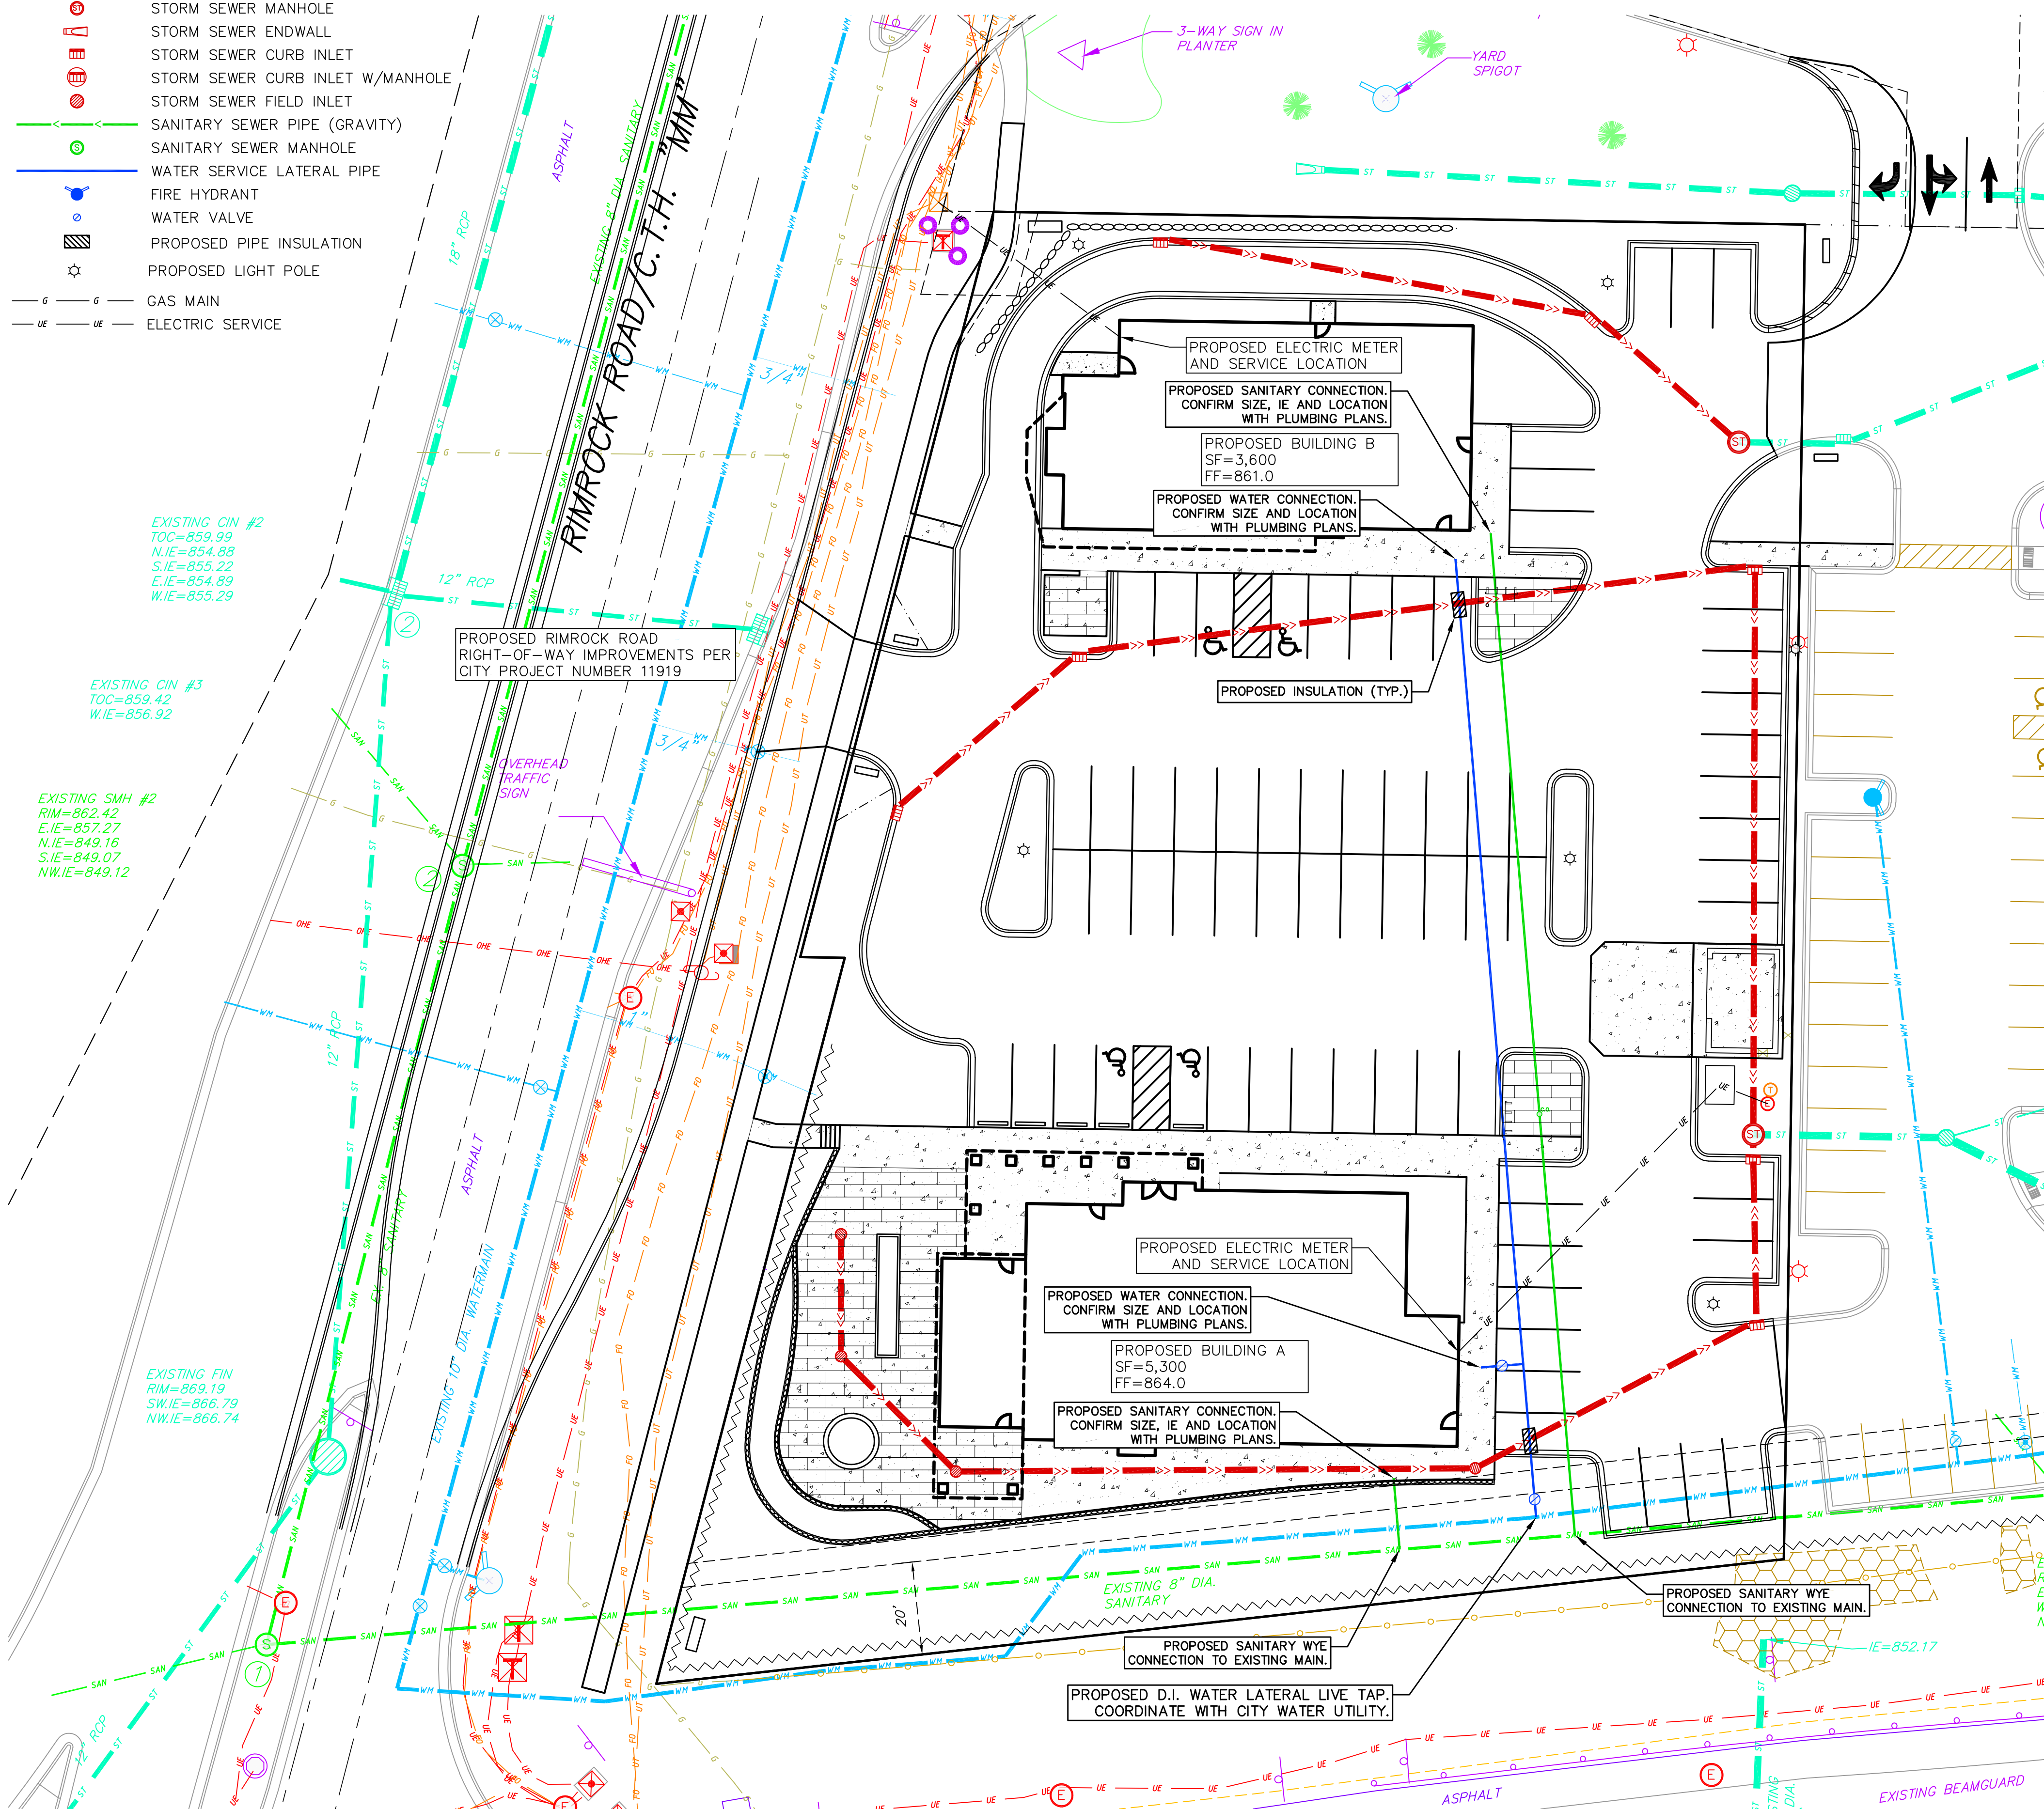 STORM SEWER MANHOLE
STORM SEWER ENDWALL
STORM SEWER CURB INLET
STORM SEWER CURB INLET W/MANHOLE
STORM SEWER FIELD INLET
SANITARY SEWER PIPE (GRAVITY)
SANITARY SEWER MANHOLE
WATER SERVICE LATERAL PIPE
FIRE HYDRANT
WATER VALVE
PROPOSED PIPE INSULATION
PROPOSED LIGHT POLE
GAS MAIN
ELECTRIC SERVICE
3-WAY SIGN IN
PLANTER
YARD
SPIGOT
ASPHALT
18" RCP
EXISTING 8" DIA. SANITARY
RIMROCK ROAD/C.T.H. "MM"
3/4"
PROPOSED ELECTRIC METER
AND SERVICE LOCATION
PROPOSED SANITARY CONNECTION.
CONFIRM SIZE, IE AND LOCATION
WITH PLUMBING PLANS.
PROPOSED BUILDING B
SF=3,600
FF=861.0
PROPOSED WATER CONNECTION.
CONFIRM SIZE AND LOCATION
WITH PLUMBING PLANS.
EXISTING CIN #2
TOC=859.99
N.IE=854.88
S.IE=855.22
E.IE=854.89
W.IE=855.29
12" RCP
2
PROPOSED RIMROCK ROAD
RIGHT-OF-WAY IMPROVEMENTS PER
CITY PROJECT NUMBER 11919
EXISTING CIN #3
TOC=859.42
W.IE=856.92
PROPOSED INSULATION (TYP.)
3/4"
OVERHEAD
TRAFFIC
SIGN
EXISTING SMH #2
RIM=862.42
E.IE=857.27
N.IE=849.16
S.IE=849.07
NW.IE=849.12
2
12" RCP
1"
ASPHALT
EX. 8" SANITARY
EXISTING 10" DIA. WATERMAIN
PROPOSED ELECTRIC METER
AND SERVICE LOCATION
PROPOSED WATER CONNECTION.
CONFIRM SIZE AND LOCATION
WITH PLUMBING PLANS.
PROPOSED BUILDING A
SF=5,300
FF=864.0
PROPOSED SANITARY CONNECTION.
CONFIRM SIZE, IE AND LOCATION
WITH PLUMBING PLANS.
EXISTING FIN
RIM=869.19
SW.IE=866.79
NW.IE=866.74
EXISTING 8" DIA.
SANITARY
20'
PROPOSED SANITARY WYE
CONNECTION TO EXISTING MAIN.
PROPOSED SANITARY WYE
CONNECTION TO EXISTING MAIN.
IE=852.17
PROPOSED D.I. WATER LATERAL LIVE TAP.
COORDINATE WITH CITY WATER UTILITY.
1
12" RCP
ASPHALT
EXISTING BEAMGUARD
DIA.